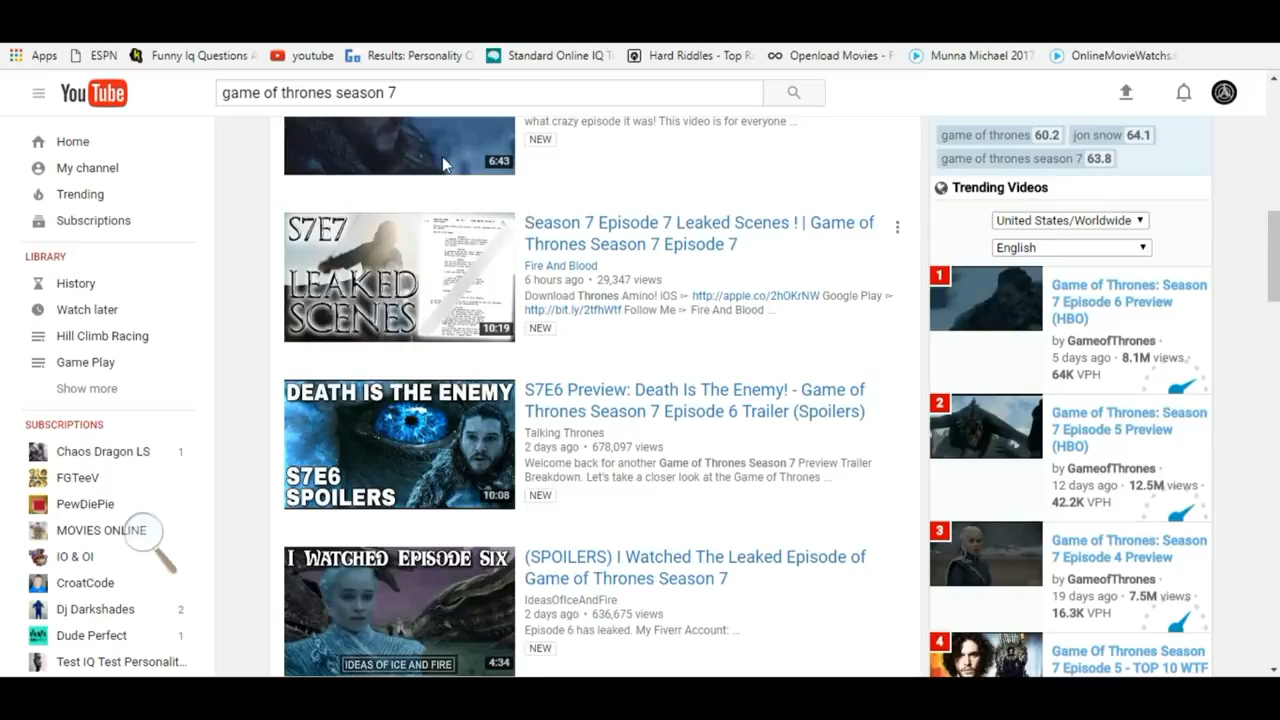 Apps ESPN Funny Iq Questions youtube Results: Personality Standard Online IQ Hard Riddles - Top Openload Movies - Munna Michael 2017 OnlineMovieWatchs
YouTube game of thrones season 7
Home
My channel
Trending
Subscriptions
LIBRARY
History
Watch later
Hill Climb Racing
Game Play
Show more
SUBSCRIPTIONS
Chaos Dragon LS 1
FGTeeV
PewDiePie
MOVIES ONLINE
IO & OI
CroatCode
Dj Darkshades 2
Dude Perfect 1
Test IQ Test Personalit...
what crazy episode it was! This video is for everyone ...
NEW
6:43
S7E7
LEAKED
SCENES
10:19
Season 7 Episode 7 Leaked Scenes ! | Game of
Thrones Season 7 Episode 7
Fire And Blood
6 hours ago • 29,347 views
Download Thrones Amino! iOS ➳ http://apple.co/2hOKrNW Google Play ➳
http://bit.ly/2tfhWtf Follow Me ➳ Fire And Blood ...
NEW
DEATH IS THE ENEMY
S7E6
SPOILERS
10:08
S7E6 Preview: Death Is The Enemy! - Game of
Thrones Season 7 Episode 6 Trailer (Spoilers)
Talking Thrones
2 days ago • 678,097 views
Welcome back for another Game of Thrones Season 7 Preview Trailer
Breakdown. Let's take a closer look at the Game of Thrones ...
NEW
I WATCHED EPISODE SIX
IDEAS OF ICE AND FIRE
4:34
(SPOILERS) I Watched The Leaked Episode of
Game of Thrones Season 7
IdeasOfIceAndFire
2 days ago • 636,675 views
Episode 6 has leaked. My Fiverr Account: ...
NEW
game of thrones 60.2 jon snow 64.1
game of thrones season 7 63.8
Trending Videos
United States/Worldwide
English
1
Game of Thrones: Season
7 Episode 6 Preview
(HBO)
by GameofThrones •
5 days ago • 8.1M views
64K VPH
2
Game of Thrones: Season
7 Episode 5 Preview
(HBO)
by GameofThrones •
12 days ago • 12.5M views
42.2K VPH
3
Game of Thrones: Season
7 Episode 4 Preview
by GameofThrones •
19 days ago • 7.5M views
16.3K VPH
4
Game Of Thrones Season
7 Episode 5 - TOP 10 WTF